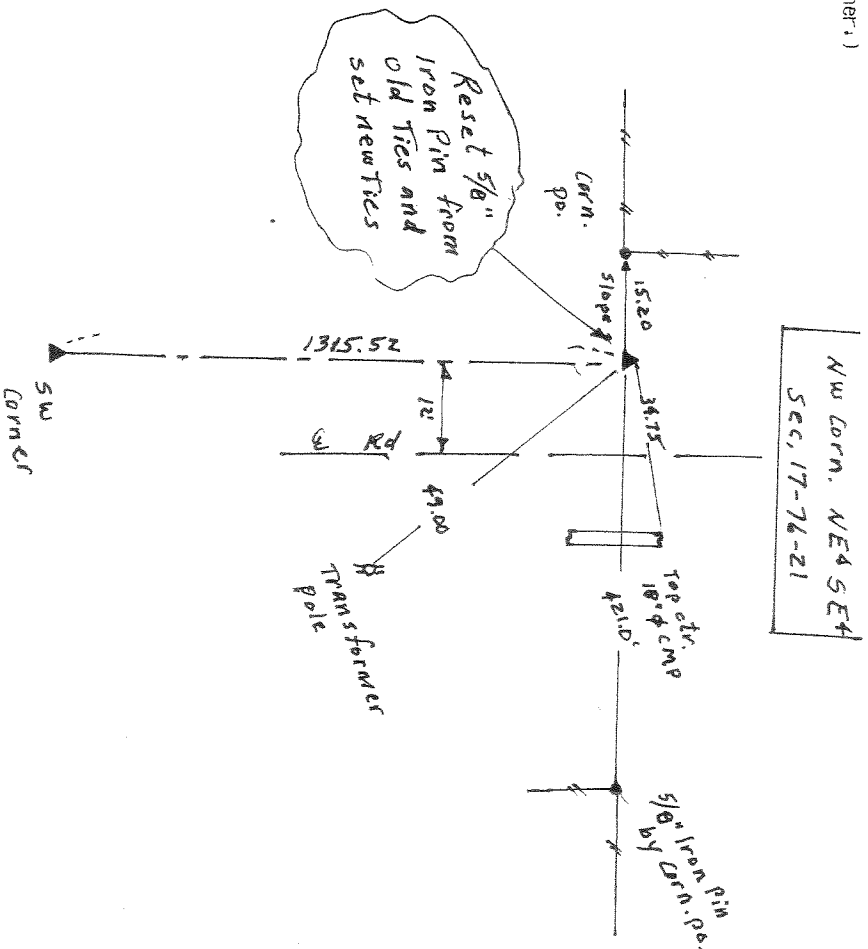 ner.)
NW Corn. NE4 SE4
Sec, 17-76-21
Reset 5/8"
Iron Pin from
old Ties and
set new Ties
Corn.
po.
15.20
Slope
34.75
1315.52
12'
℄ Rd
49.00
Transformer
pole
Top ctr.
18"ϕ CMP
421.0'
5/8" Iron pin
by Corn. po.
SW
Corner